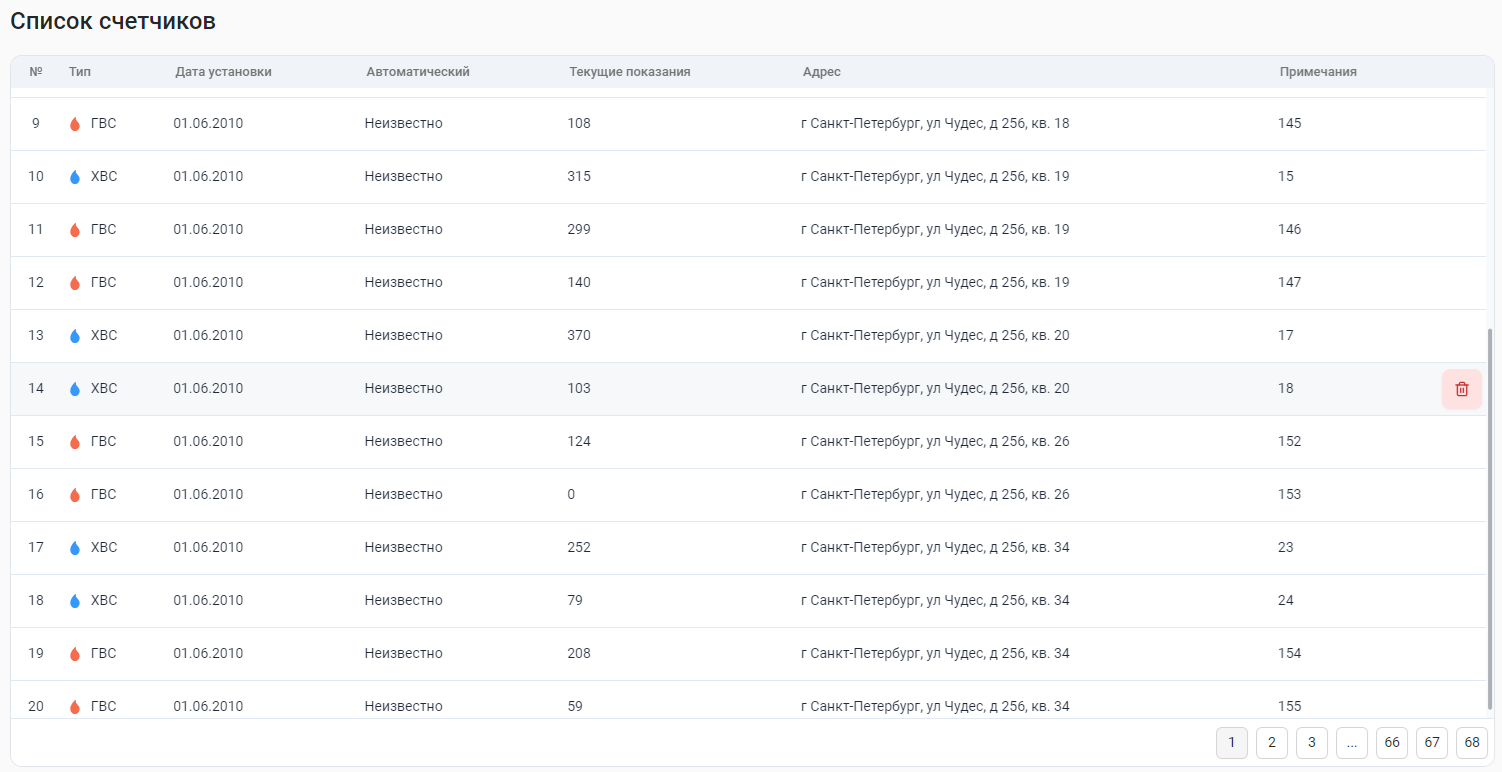 Список счетчиков
№ Тип Дата установки Автоматический Текущие показания Адрес Примечания
9 ГВС 01.06.2010 Неизвестно 108 г Санкт-Петербург, ул Чудес, д 256, кв. 18 145
10 ХВС 01.06.2010 Неизвестно 315 г Санкт-Петербург, ул Чудес, д 256, кв. 19 15
11 ГВС 01.06.2010 Неизвестно 299 г Санкт-Петербург, ул Чудес, д 256, кв. 19 146
12 ГВС 01.06.2010 Неизвестно 140 г Санкт-Петербург, ул Чудес, д 256, кв. 19 147
13 ХВС 01.06.2010 Неизвестно 370 г Санкт-Петербург, ул Чудес, д 256, кв. 20 17
14 ХВС 01.06.2010 Неизвестно 103 г Санкт-Петербург, ул Чудес, д 256, кв. 20 18
15 ГВС 01.06.2010 Неизвестно 124 г Санкт-Петербург, ул Чудес, д 256, кв. 26 152
16 ГВС 01.06.2010 Неизвестно 0 г Санкт-Петербург, ул Чудес, д 256, кв. 26 153
17 ХВС 01.06.2010 Неизвестно 252 г Санкт-Петербург, ул Чудес, д 256, кв. 34 23
18 ХВС 01.06.2010 Неизвестно 79 г Санкт-Петербург, ул Чудес, д 256, кв. 34 24
19 ГВС 01.06.2010 Неизвестно 208 г Санкт-Петербург, ул Чудес, д 256, кв. 34 154
20 ГВС 01.06.2010 Неизвестно 59 г Санкт-Петербург, ул Чудес, д 256, кв. 34 155
1 2 3 ... 66 67 68